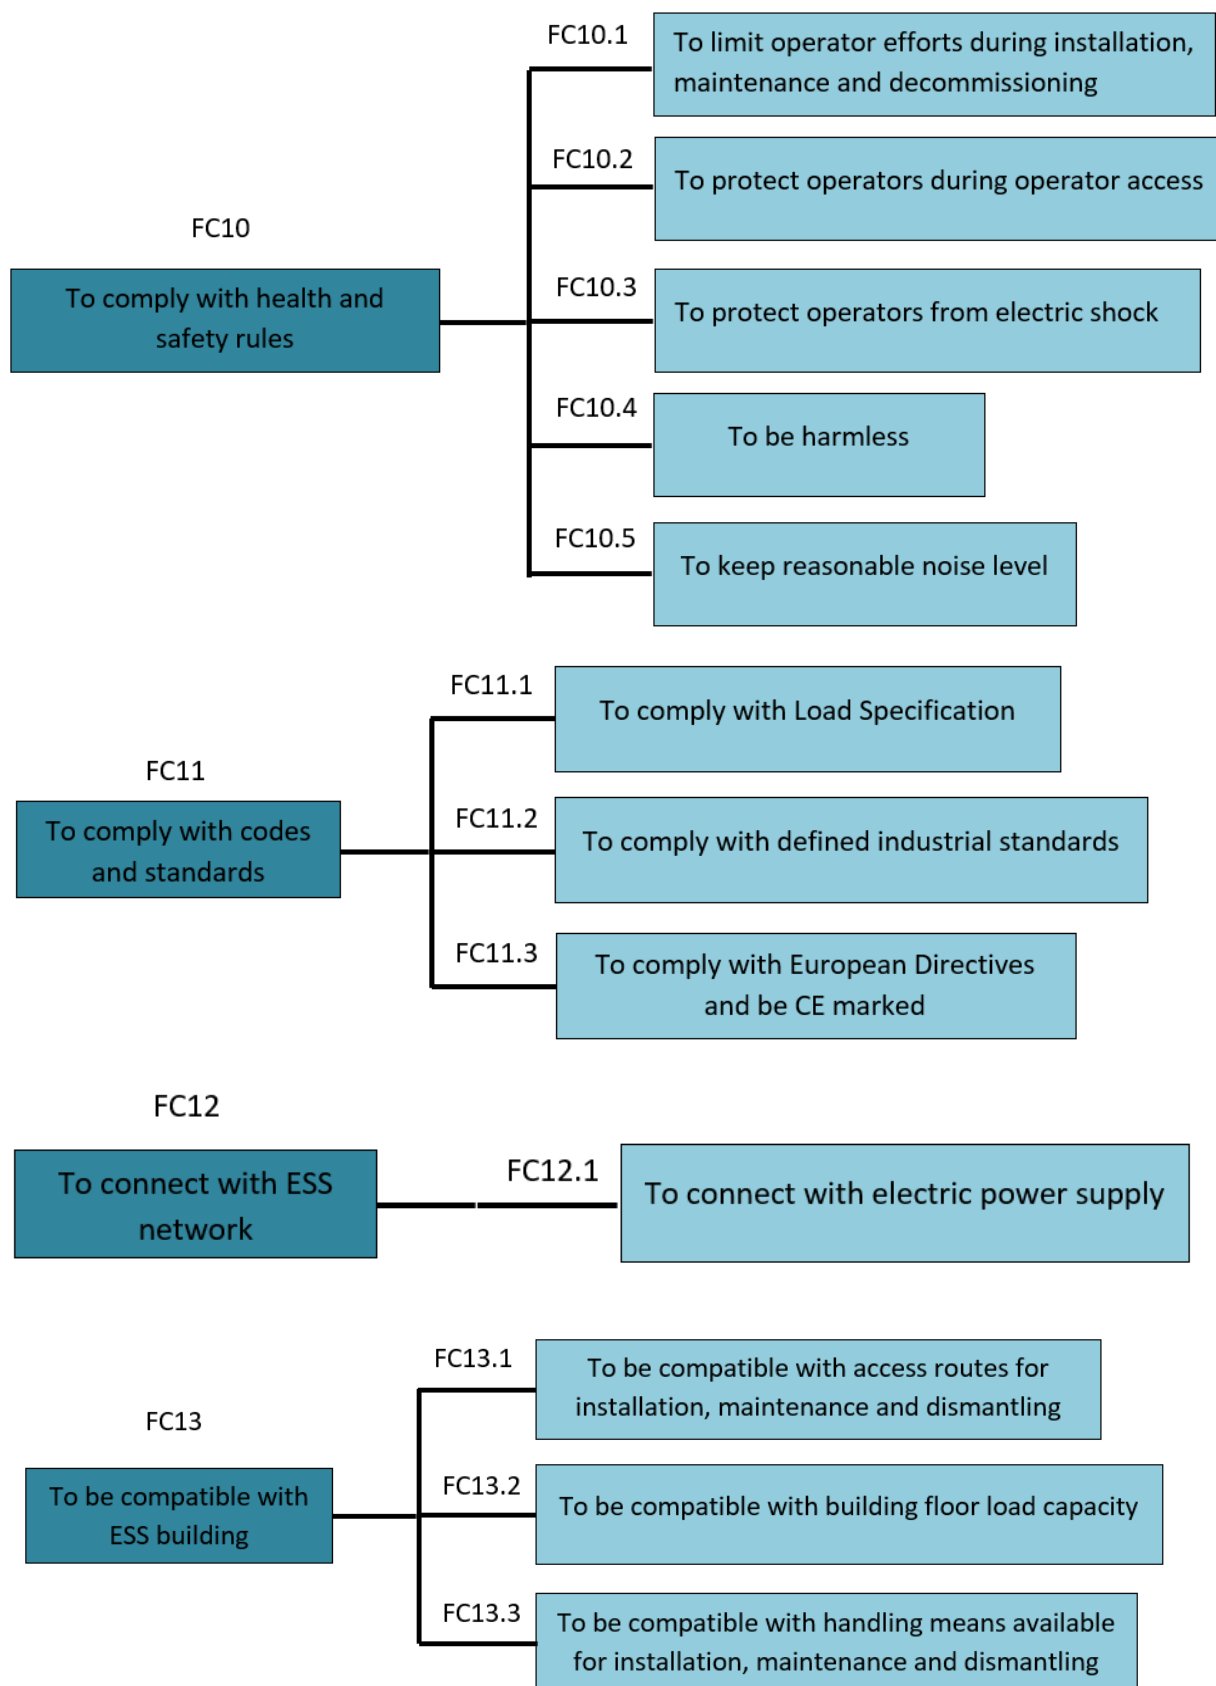 FC10
To comply with health and
safety rules
FC10.1
To limit operator efforts during installation,
maintenance and decommissioning
FC10.2
To protect operators during operator access
FC10.3
To protect operators from electric shock
FC10.4
To be harmless
FC10.5
To keep reasonable noise level
FC11
To comply with codes
and standards
FC11.1
To comply with Load Specification
FC11.2
To comply with defined industrial standards
FC11.3
To comply with European Directives
and be CE marked
FC12
To connect with ESS
network
FC12.1
To connect with electric power supply
FC13
To be compatible with
ESS building
FC13.1
To be compatible with access routes for
installation, maintenance and dismantling
FC13.2
To be compatible with building floor load capacity
FC13.3
To be compatible with handling means available
for installation, maintenance and dismantling